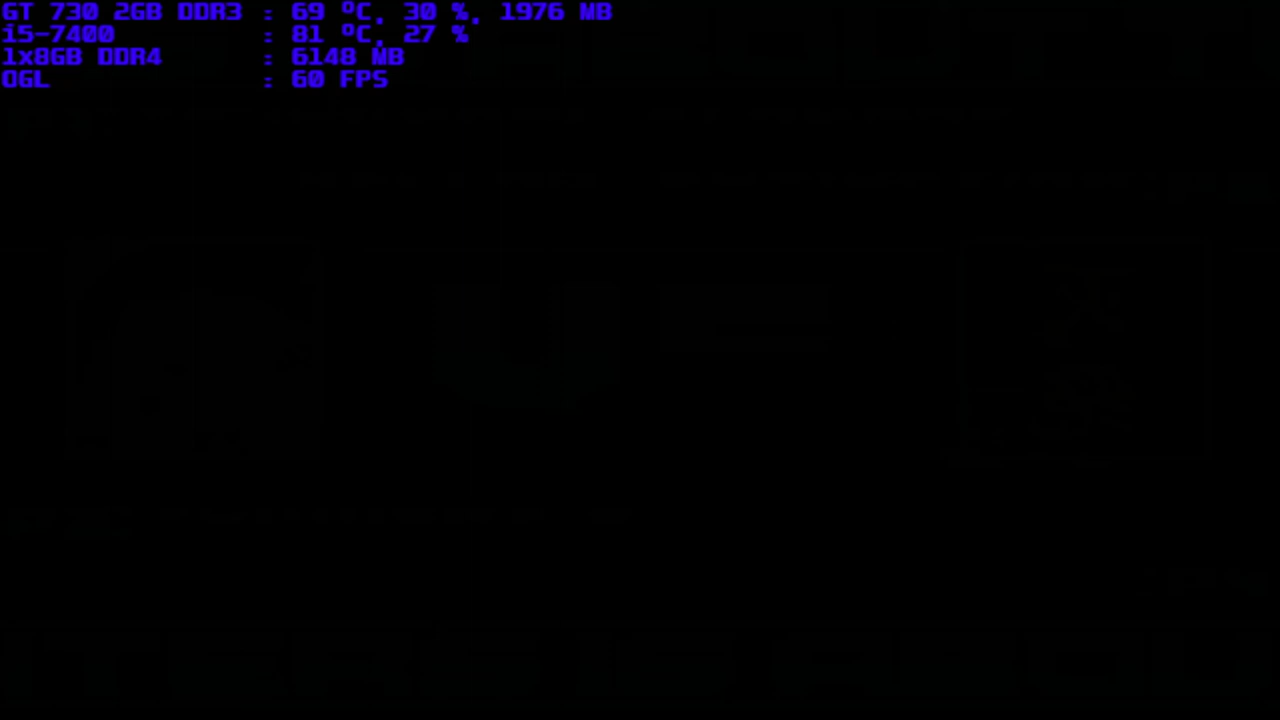 GT 730 2GB DDR3 : 69 ºC, 30 %, 1976 MB
i5-7400 : 81 ºC, 27 %
1x8GB DDR4 : 6148 MB
OGL : 60 FPS